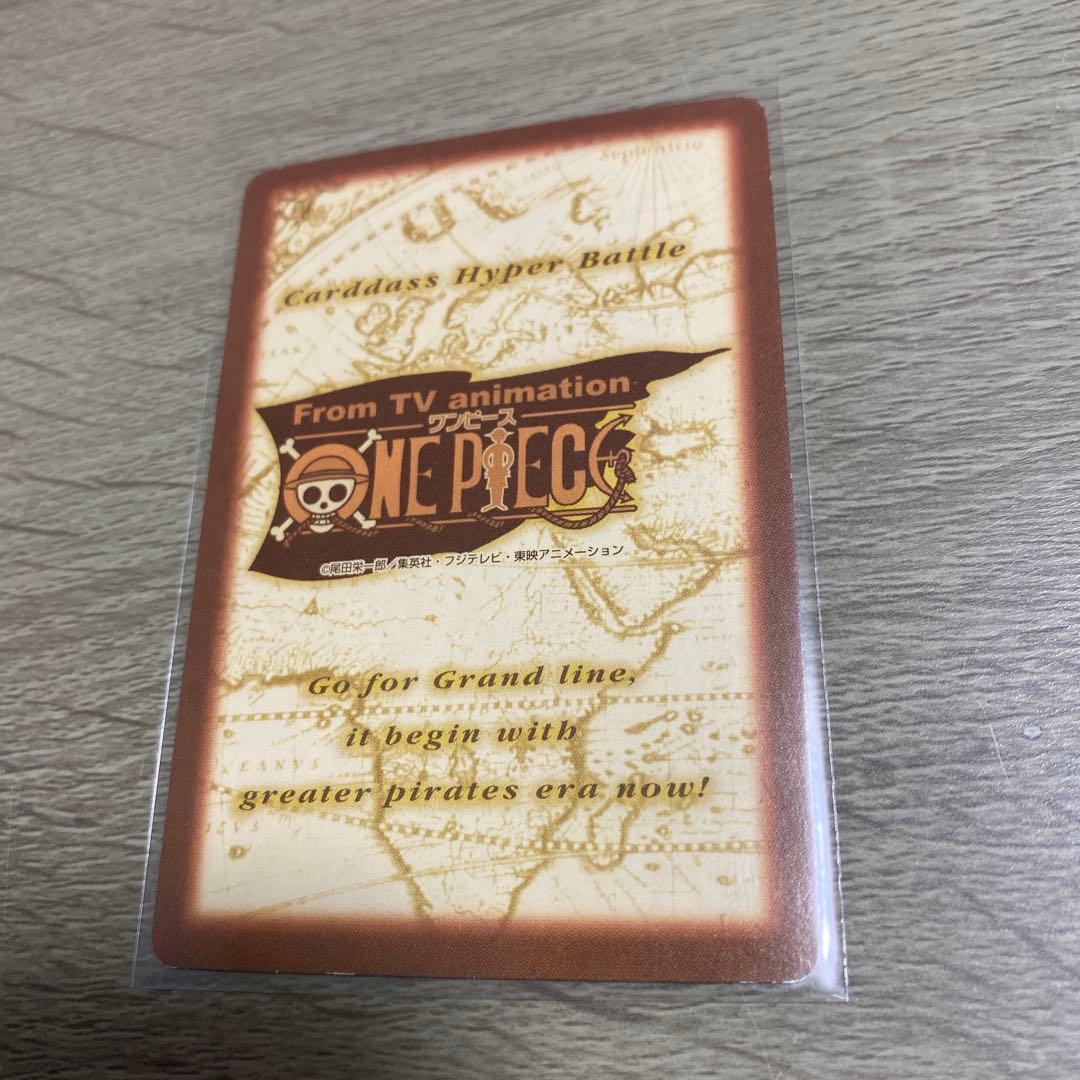 Septentrio
Carddass Hyper Battle
From TV animation
ワンピース
ONE PIECE
©尾田栄一郎／集英社・フジテレビ・東映アニメーション
Go for Grand line,
it begin with
greater pirates era now!